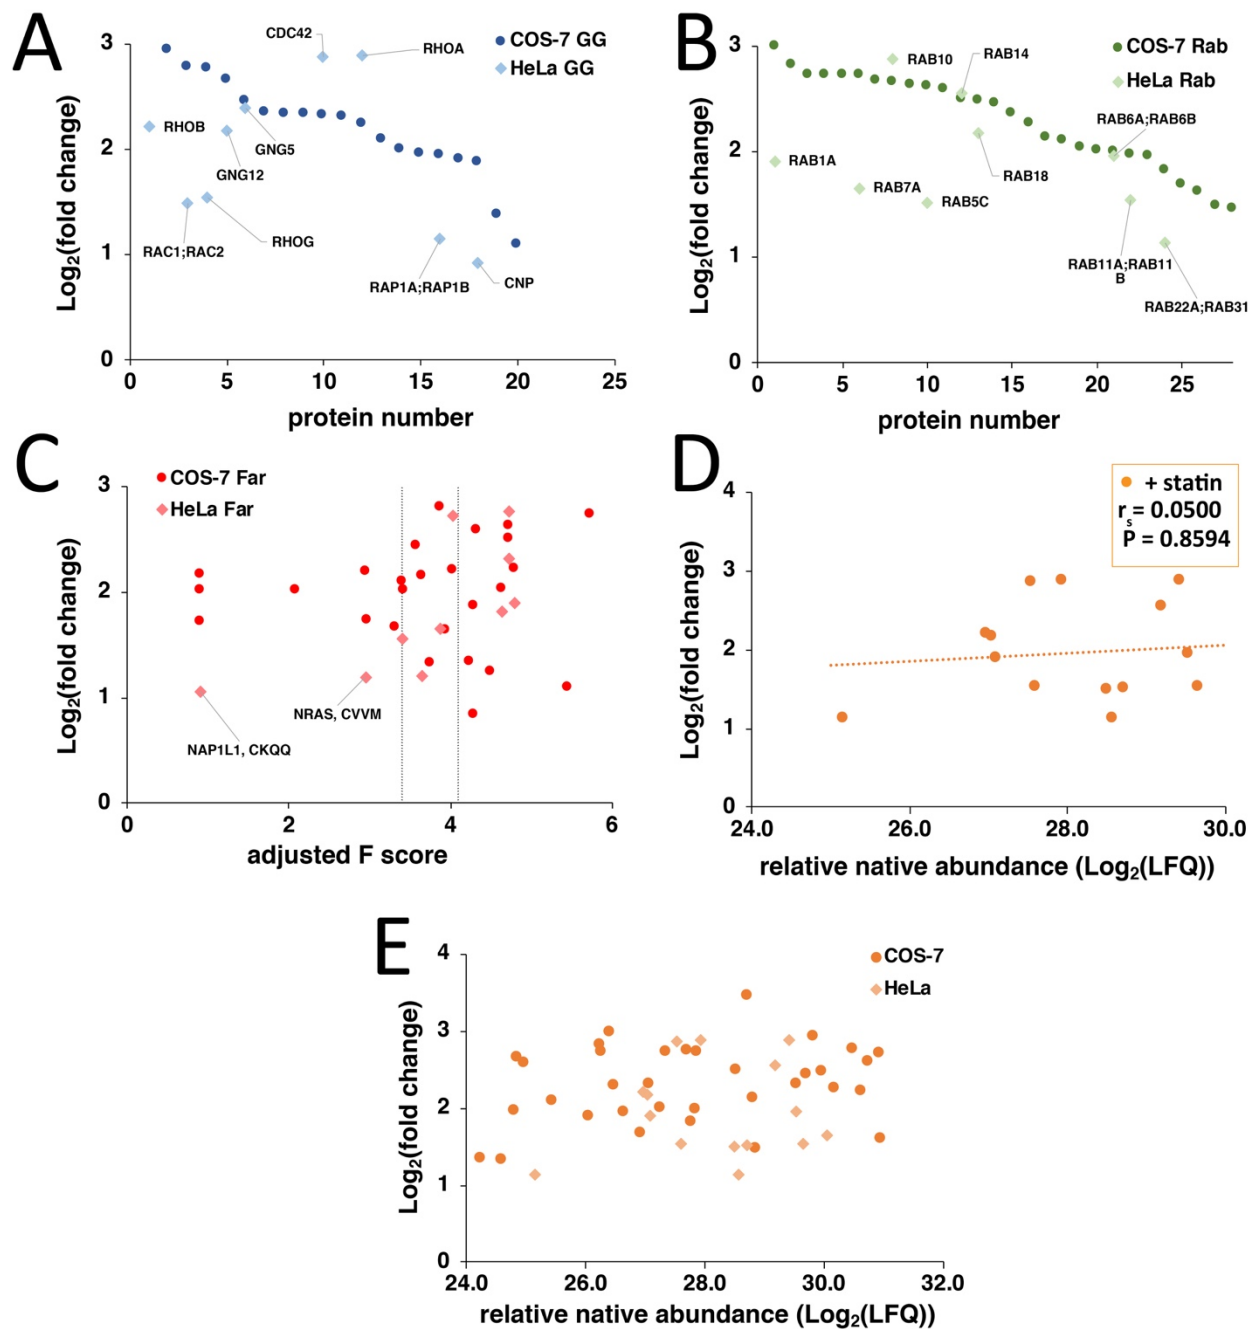 A
COS-7 GG
HeLa GG
CDC42
RHOA
RHOB
GNG5
GNG12
RAC1;RAC2
RHOG
RAP1A;RAP1B
CNP
Log2(fold change)
3
2
1
0
0
5
10
15
20
25
protein number
B
COS-7 Rab
HeLa Rab
RAB10
RAB14
RAB6A;RAB6B
RAB1A
RAB7A
RAB5C
RAB18
RAB11A;RAB11
B
RAB22A;RAB31
Log2(fold change)
3
2
1
0
0
5
10
15
20
25
protein number
C
COS-7 Far
HeLa Far
NRAS, CVVM
NAP1L1, CKQQ
Log2(fold change)
3
2
1
0
0
2
4
6
adjusted F score
D
+ statin
rs = 0.0500
P = 0.8594
Log2(fold change)
4
3
2
1
0
24.0
26.0
28.0
30.0
relative native abundance (Log2(LFQ))
E
COS-7
HeLa
Log2(fold change)
4
3
2
1
0
24.0
26.0
28.0
30.0
32.0
relative native abundance (Log2(LFQ))